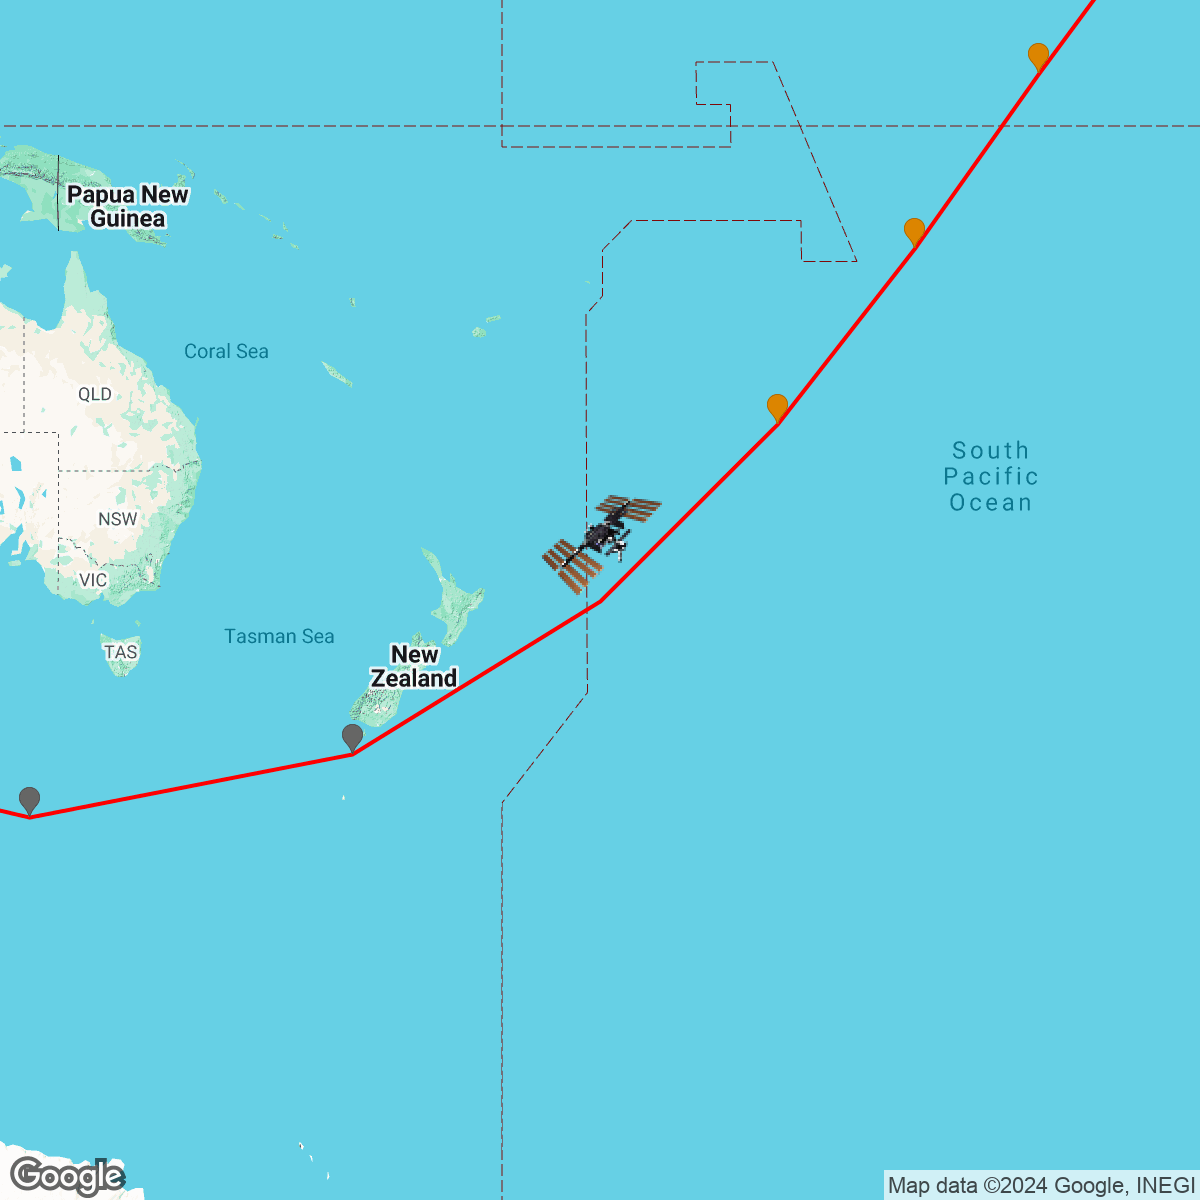 Papua New
Guinea
Coral Sea
QLD
South
Pacific
Ocean
NSW
VIC
Tasman Sea
TAS
New
Zealand
Google
Map data ©2024 Google, INEGI